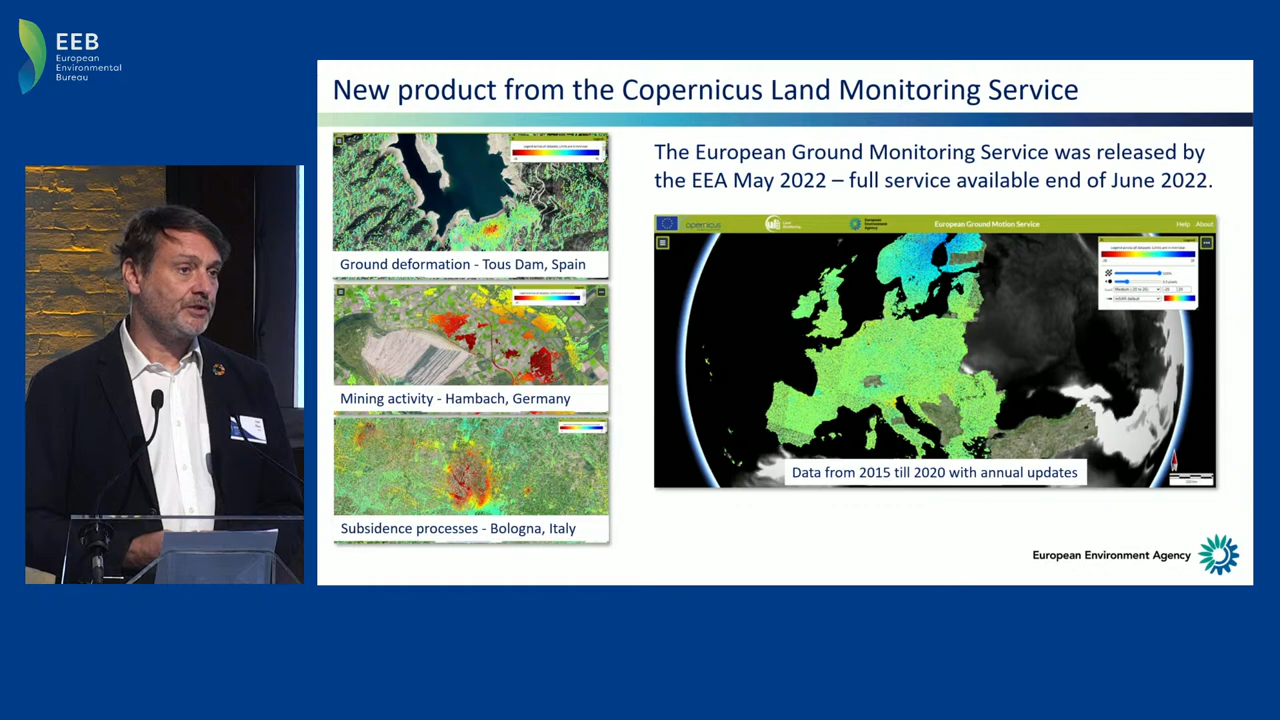 EEB
European
Environmental
Bureau
New product from the Copernicus Land Monitoring Service
Ground deformation - Tous Dam, Spain
Mining activity - Hambach, Germany
Subsidence processes - Bologna, Italy
The European Ground Monitoring Service was released by
the EEA May 2022 – full service available end of June 2022.
opernicus
European Ground Motion Service
Help About
Data from 2015 till 2020 with annual updates
European Environment Agency